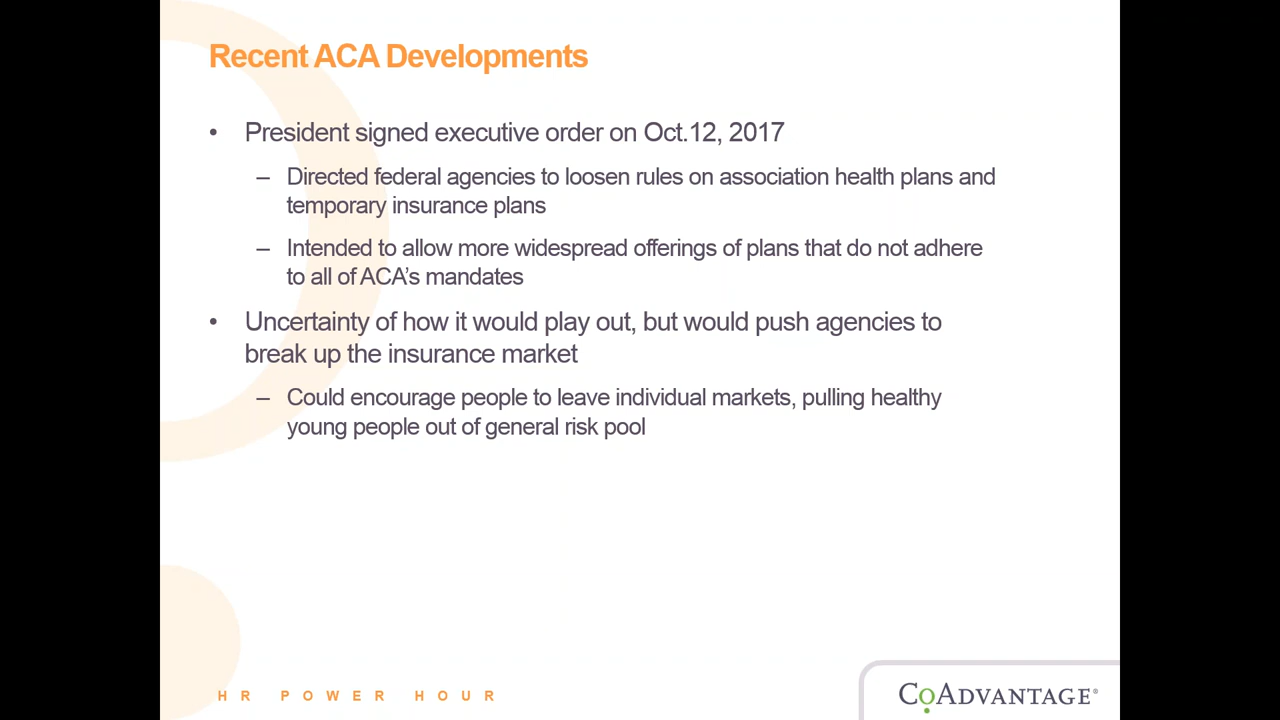 Recent ACA Developments
• President signed executive order on Oct.12, 2017
– Directed federal agencies to loosen rules on association health plans and
temporary insurance plans
– Intended to allow more widespread offerings of plans that do not adhere
to all of ACA's mandates
• Uncertainty of how it would play out, but would push agencies to
break up the insurance market
– Could encourage people to leave individual markets, pulling healthy
young people out of general risk pool
HR POWER HOUR
CoAdvantage®